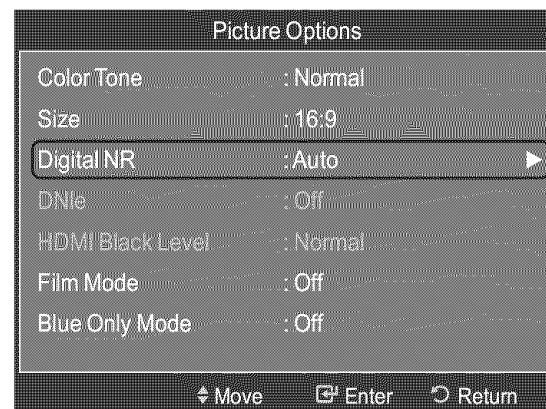 Picture Options
Color Tone : Normal
Size : 16:9
Digital NR : Auto
DNIe : Off
HDMI Black Level : Normal
Film Mode : Off
Blue Only Mode : Off
Move Enter Return